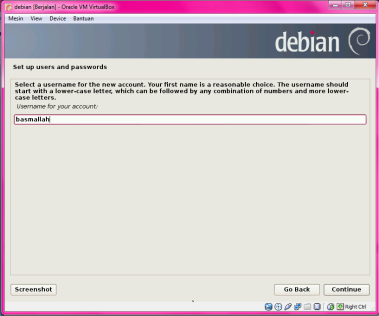 debian [Berjalan] - Oracle VM VirtualBox
Mesin View Device Bantuan
debian
Set up users and passwords
Select a username for the new account. Your first name is a reasonable choice. The username should
start with a lower-case letter, which can be followed by any combination of numbers and more lower-
case letters.
Username for your account:
basmallah
Screenshot Go Back Continue
Right Ctrl